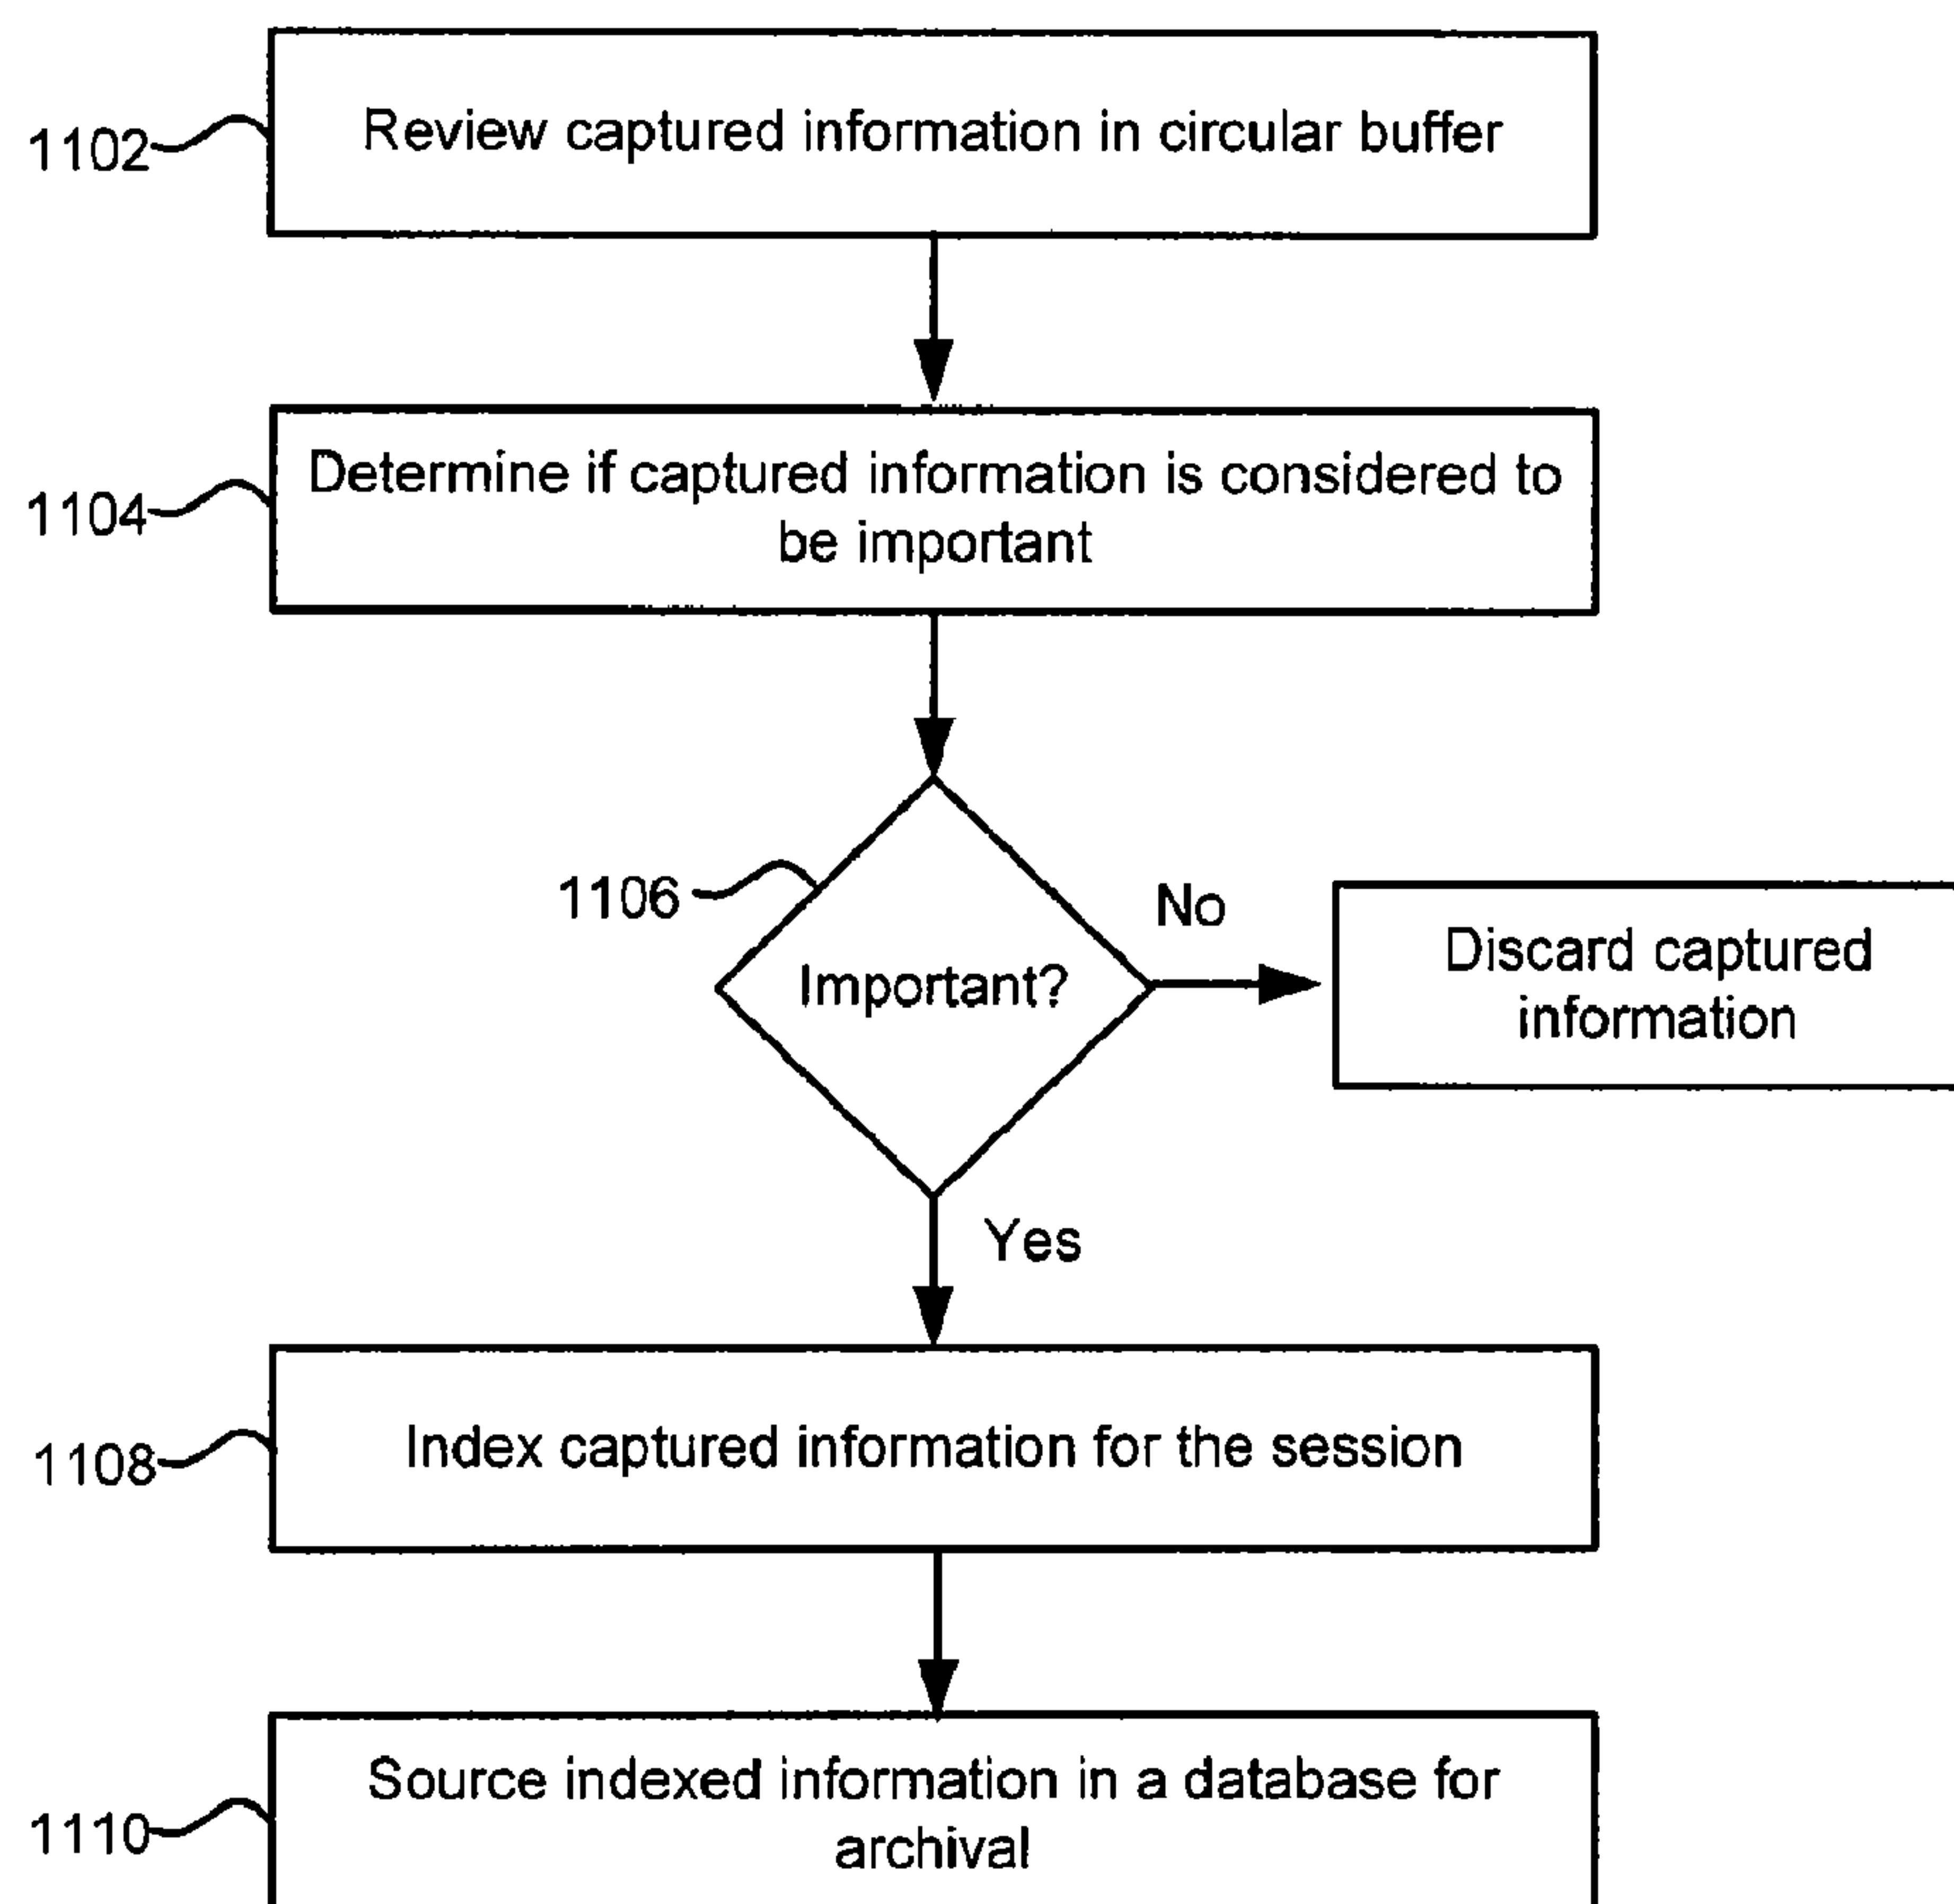 1102
Review captured information in circular buffer
1104
Determine if captured information is considered to
be important
1106
Important?
No
Discard captured
information
Yes
1108
Index captured information for the session
1110
Source indexed information in a database for
archival